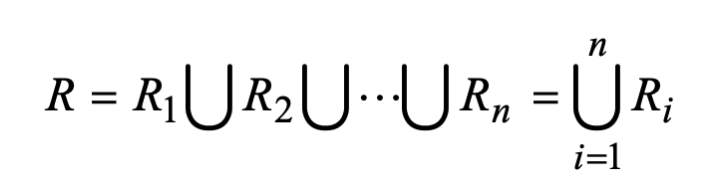 R = R₁ ⋃ R₂ ⋃ ⋯ ⋃ Rₙ = ⋃ᵢ₌₁ⁿ Rᵢ